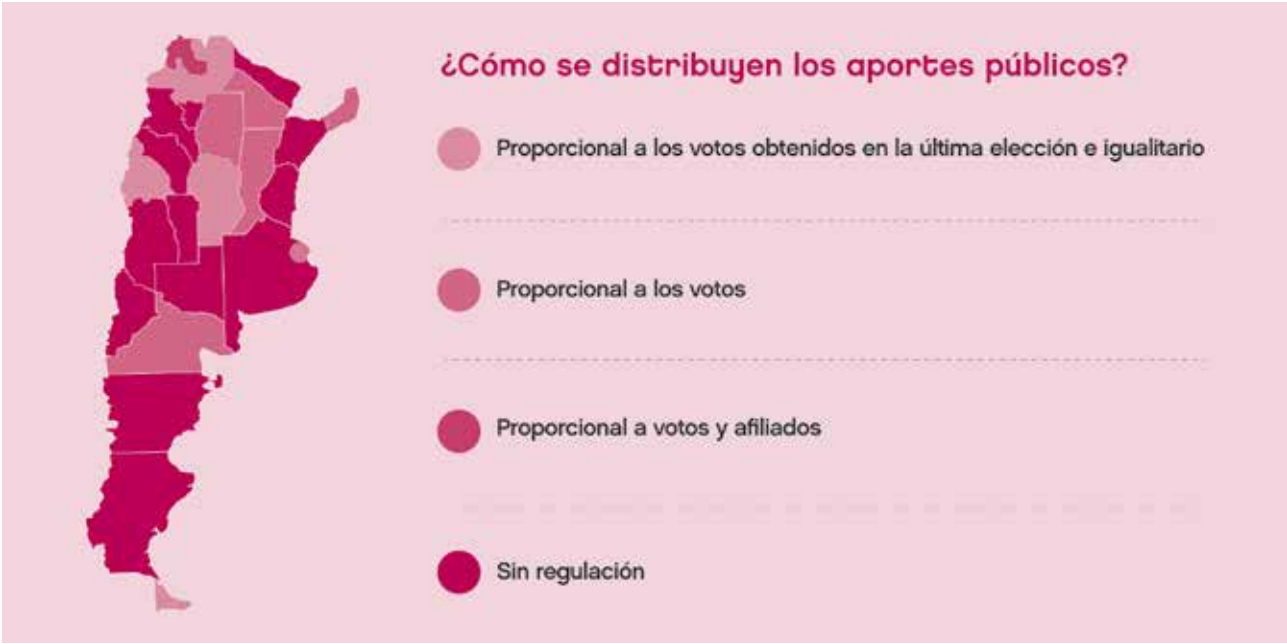 ¿Cómo se distribuyen los aportes públicos?
Proporcional a los votos obtenidos en la última elección e igualitario
Proporcional a los votos
Proporcional a votos y afiliados
Sin regulación